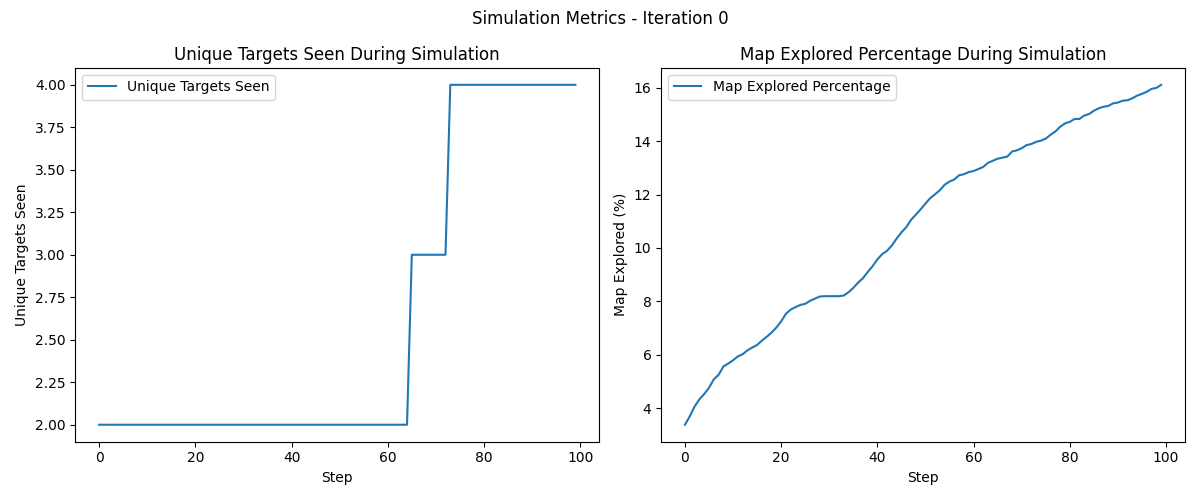 Simulation Metrics - Iteration 0
Unique Targets Seen During Simulation
Unique Targets Seen
4.00
3.75
3.50
3.25
3.00
2.75
2.50
2.25
2.00
Unique Targets Seen
0 20 40 60 80 100
Step
Map Explored Percentage During Simulation
Map Explored Percentage
16
14
12
10
8
6
4
Map Explored (%)
0 20 40 60 80 100
Step